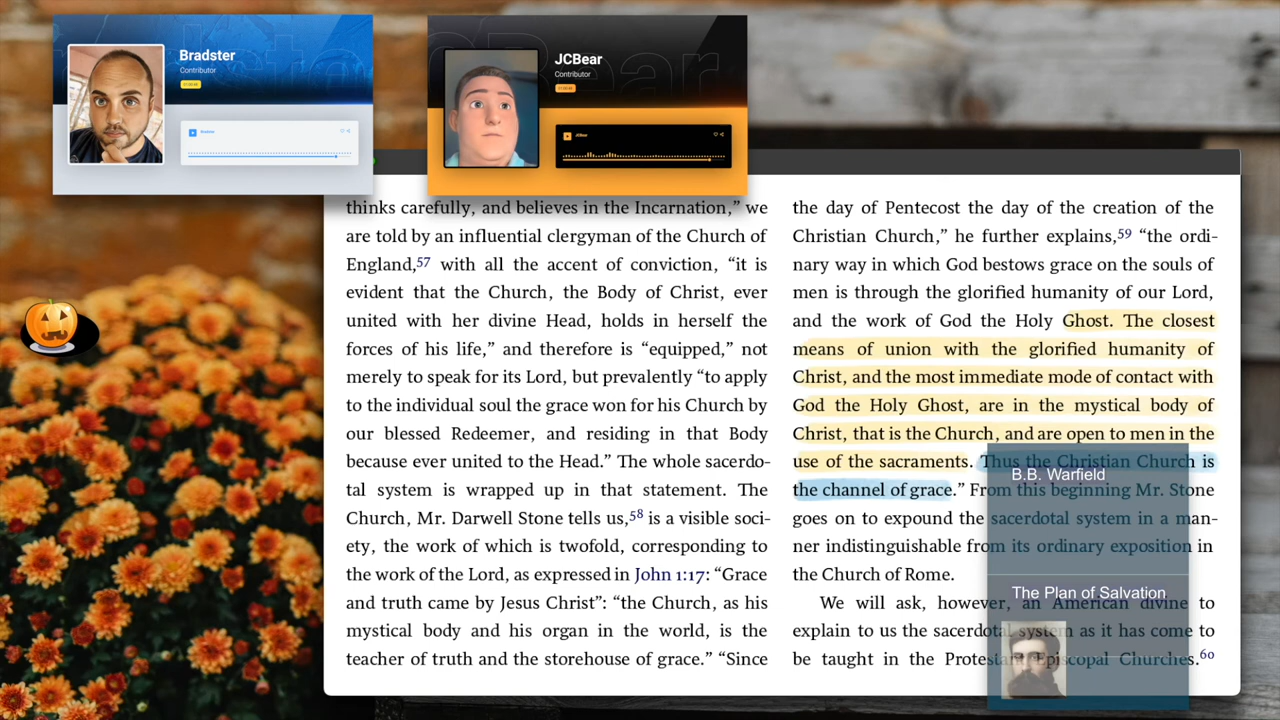 Bradster
Contributor
Bradster
JCBear
Contributor
JCBear
thinks carefully, and believes in the Incarnation,” we
are told by an influential clergyman of the Church of
England,57 with all the accent of conviction, “it is
evident that the Church, the Body of Christ, ever
united with her divine Head, holds in herself the
forces of his life,” and therefore is “equipped,” not
merely to speak for its Lord, but prevalently “to apply
to the individual soul the grace won for his Church by
our blessed Redeemer, and residing in that Body
because ever united to the Head.” The whole sacerdo-
tal system is wrapped up in that statement. The
Church, Mr. Darwell Stone tells us,58 is a visible soci-
ety, the work of which is twofold, corresponding to
the work of the Lord, as expressed in John 1:17: “Grace
and truth came by Jesus Christ”: “the Church, as his
mystical body and his organ in the world, is the
teacher of truth and the storehouse of grace.” “Since
the day of Pentecost the day of the creation of the
Christian Church,” he further explains,59 “the ordi-
nary way in which God bestows grace on the souls of
men is through the glorified humanity of our Lord,
and the work of God the Holy Ghost. The closest
means of union with the glorified humanity of
Christ, and the most immediate mode of contact with
God the Holy Ghost, are in the mystical body of
Christ, that is the Church, and are open to men in the
use of the sacraments. Thus the Christian Church is
the channel of grace.” From this beginning Mr. Stone
goes on to expound the sacerdotal system in a man-
ner indistinguishable from its ordinary exposition in
the Church of Rome.
We will ask, however, an American divine to
explain to us the sacerdotal system as it has come to
be taught in the Protestant Episcopal Churches.60
B.B. Warfield
The Plan of Salvation